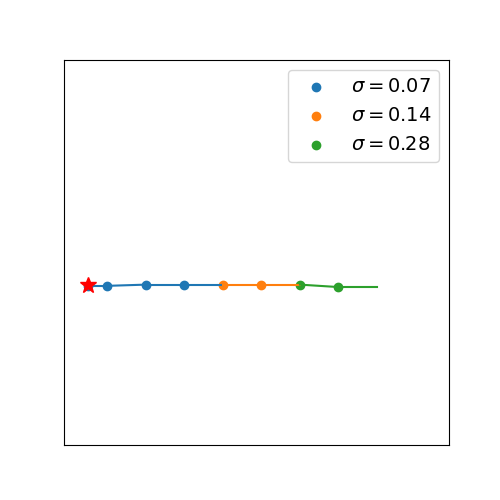 σ = 0.07
σ = 0.14
σ = 0.28